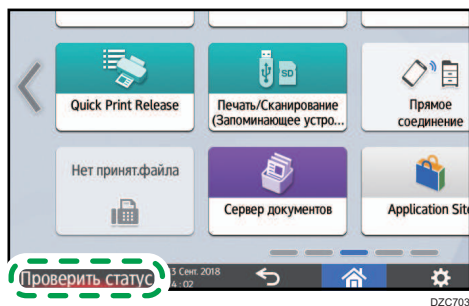 Quick Print Release
Печать/Сканирование
(Запоминающее устро...
Прямое
соединение
SD
Нет принят.файла
Сервер документов
Application Site
Проверить статус
3 Сент. 2018
4 : 02
DZC703